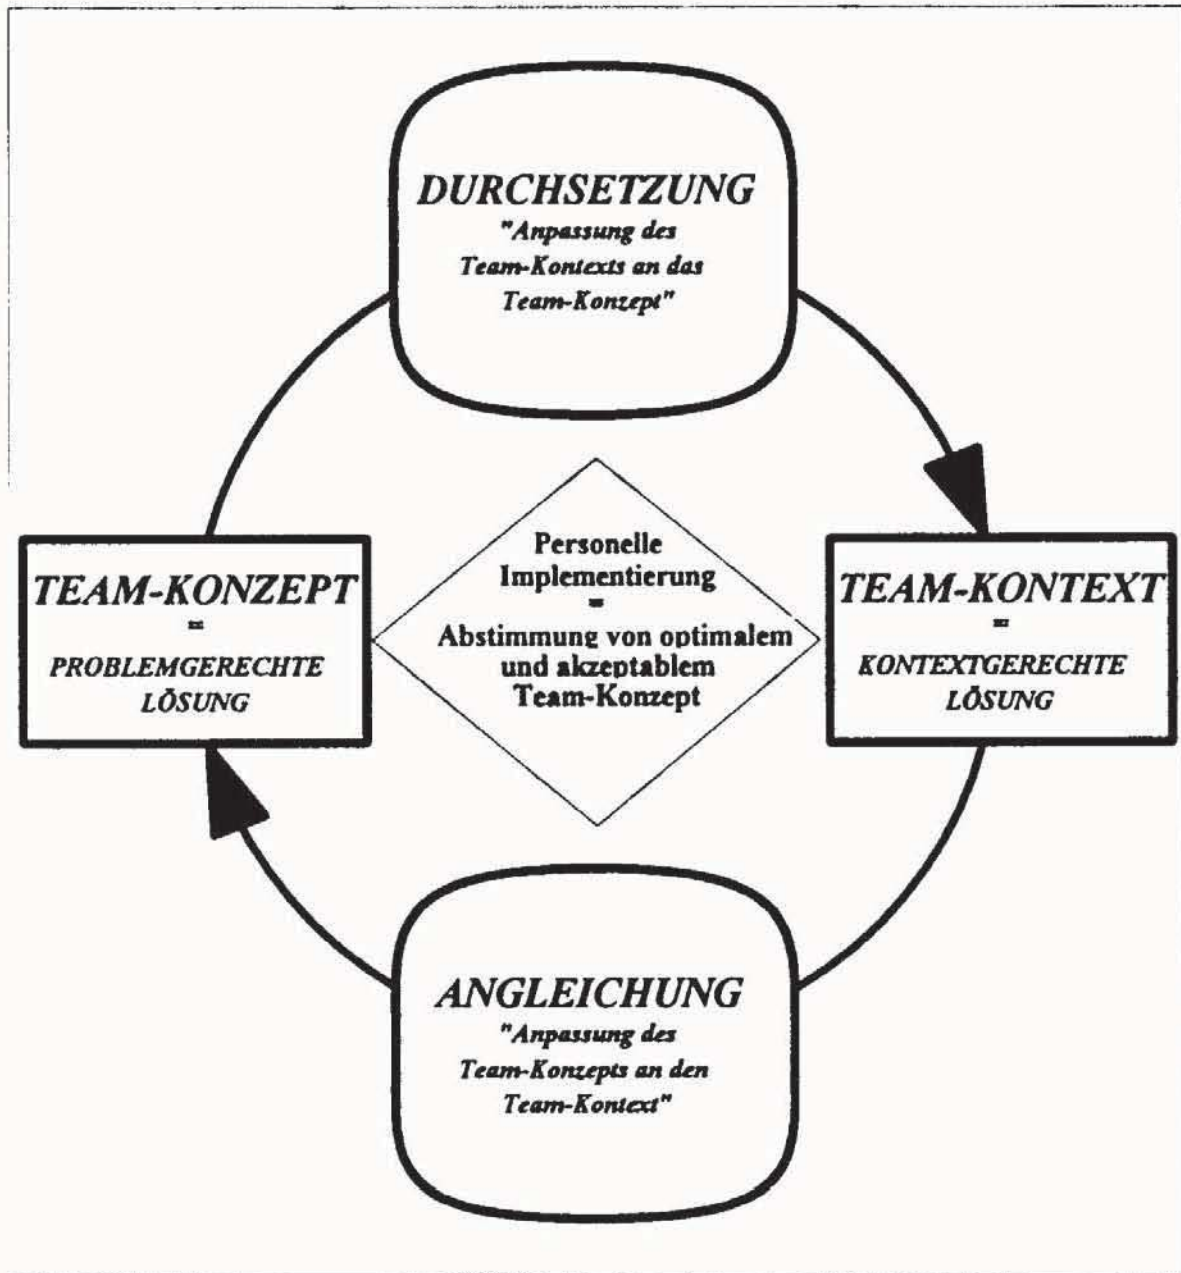 DURCHSETZUNG
"Anpassung des
Team-Kontexts an das
Team-Konzept"
TEAM-KONZEPT
=
PROBLEMGERECHTE
LÖSUNG
Personelle
Implementierung
=
Abstimmung von optimalem
und akzeptablem
Team-Konzept
TEAM-KONTEXT
=
KONTEXTGERECHTE
LÖSUNG
ANGLEICHUNG
"Anpassung des
Team-Konzepts an den
Team-Kontext"